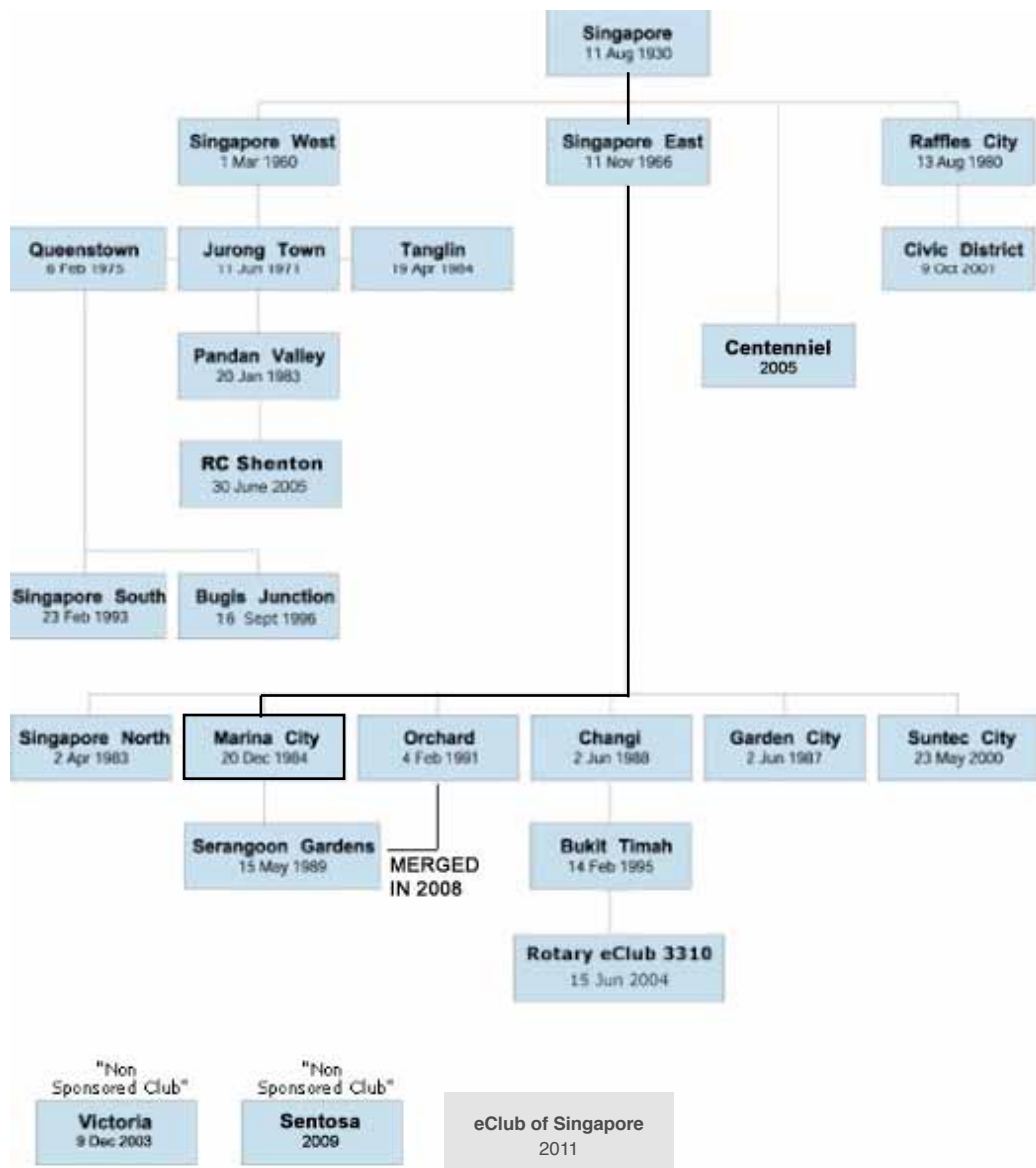 Singapore
11 Aug 1930
Singapore West
1 Mar 1960
Singapore East
11 Nov 1966
Raffles City
13 Aug 1980
Queenstown
6 Feb 1975
Jurong Town
11 Jun 1971
Tanglin
19 Apr 1984
Civic District
9 Oct 2001
Pandan Valley
20 Jan 1983
Centenniel
2005
RC Shenton
30 June 2005
Singapore South
23 Feb 1993
Bugis Junction
16 Sept 1996
Singapore North
2 Apr 1983
Marina City
20 Dec 1984
Orchard
4 Feb 1991
Changi
2 Jun 1988
Garden City
2 Jun 1987
Suntec City
23 May 2000
Serangoon Gardens
15 May 1989
MERGED
IN 2008
Bukit Timah
14 Feb 1995
Rotary eClub 3310
15 Jun 2004
"Non
Sponsored Club"
Victoria
9 Dec 2003
"Non
Sponsored Club"
Sentosa
2009
eClub of Singapore
2011